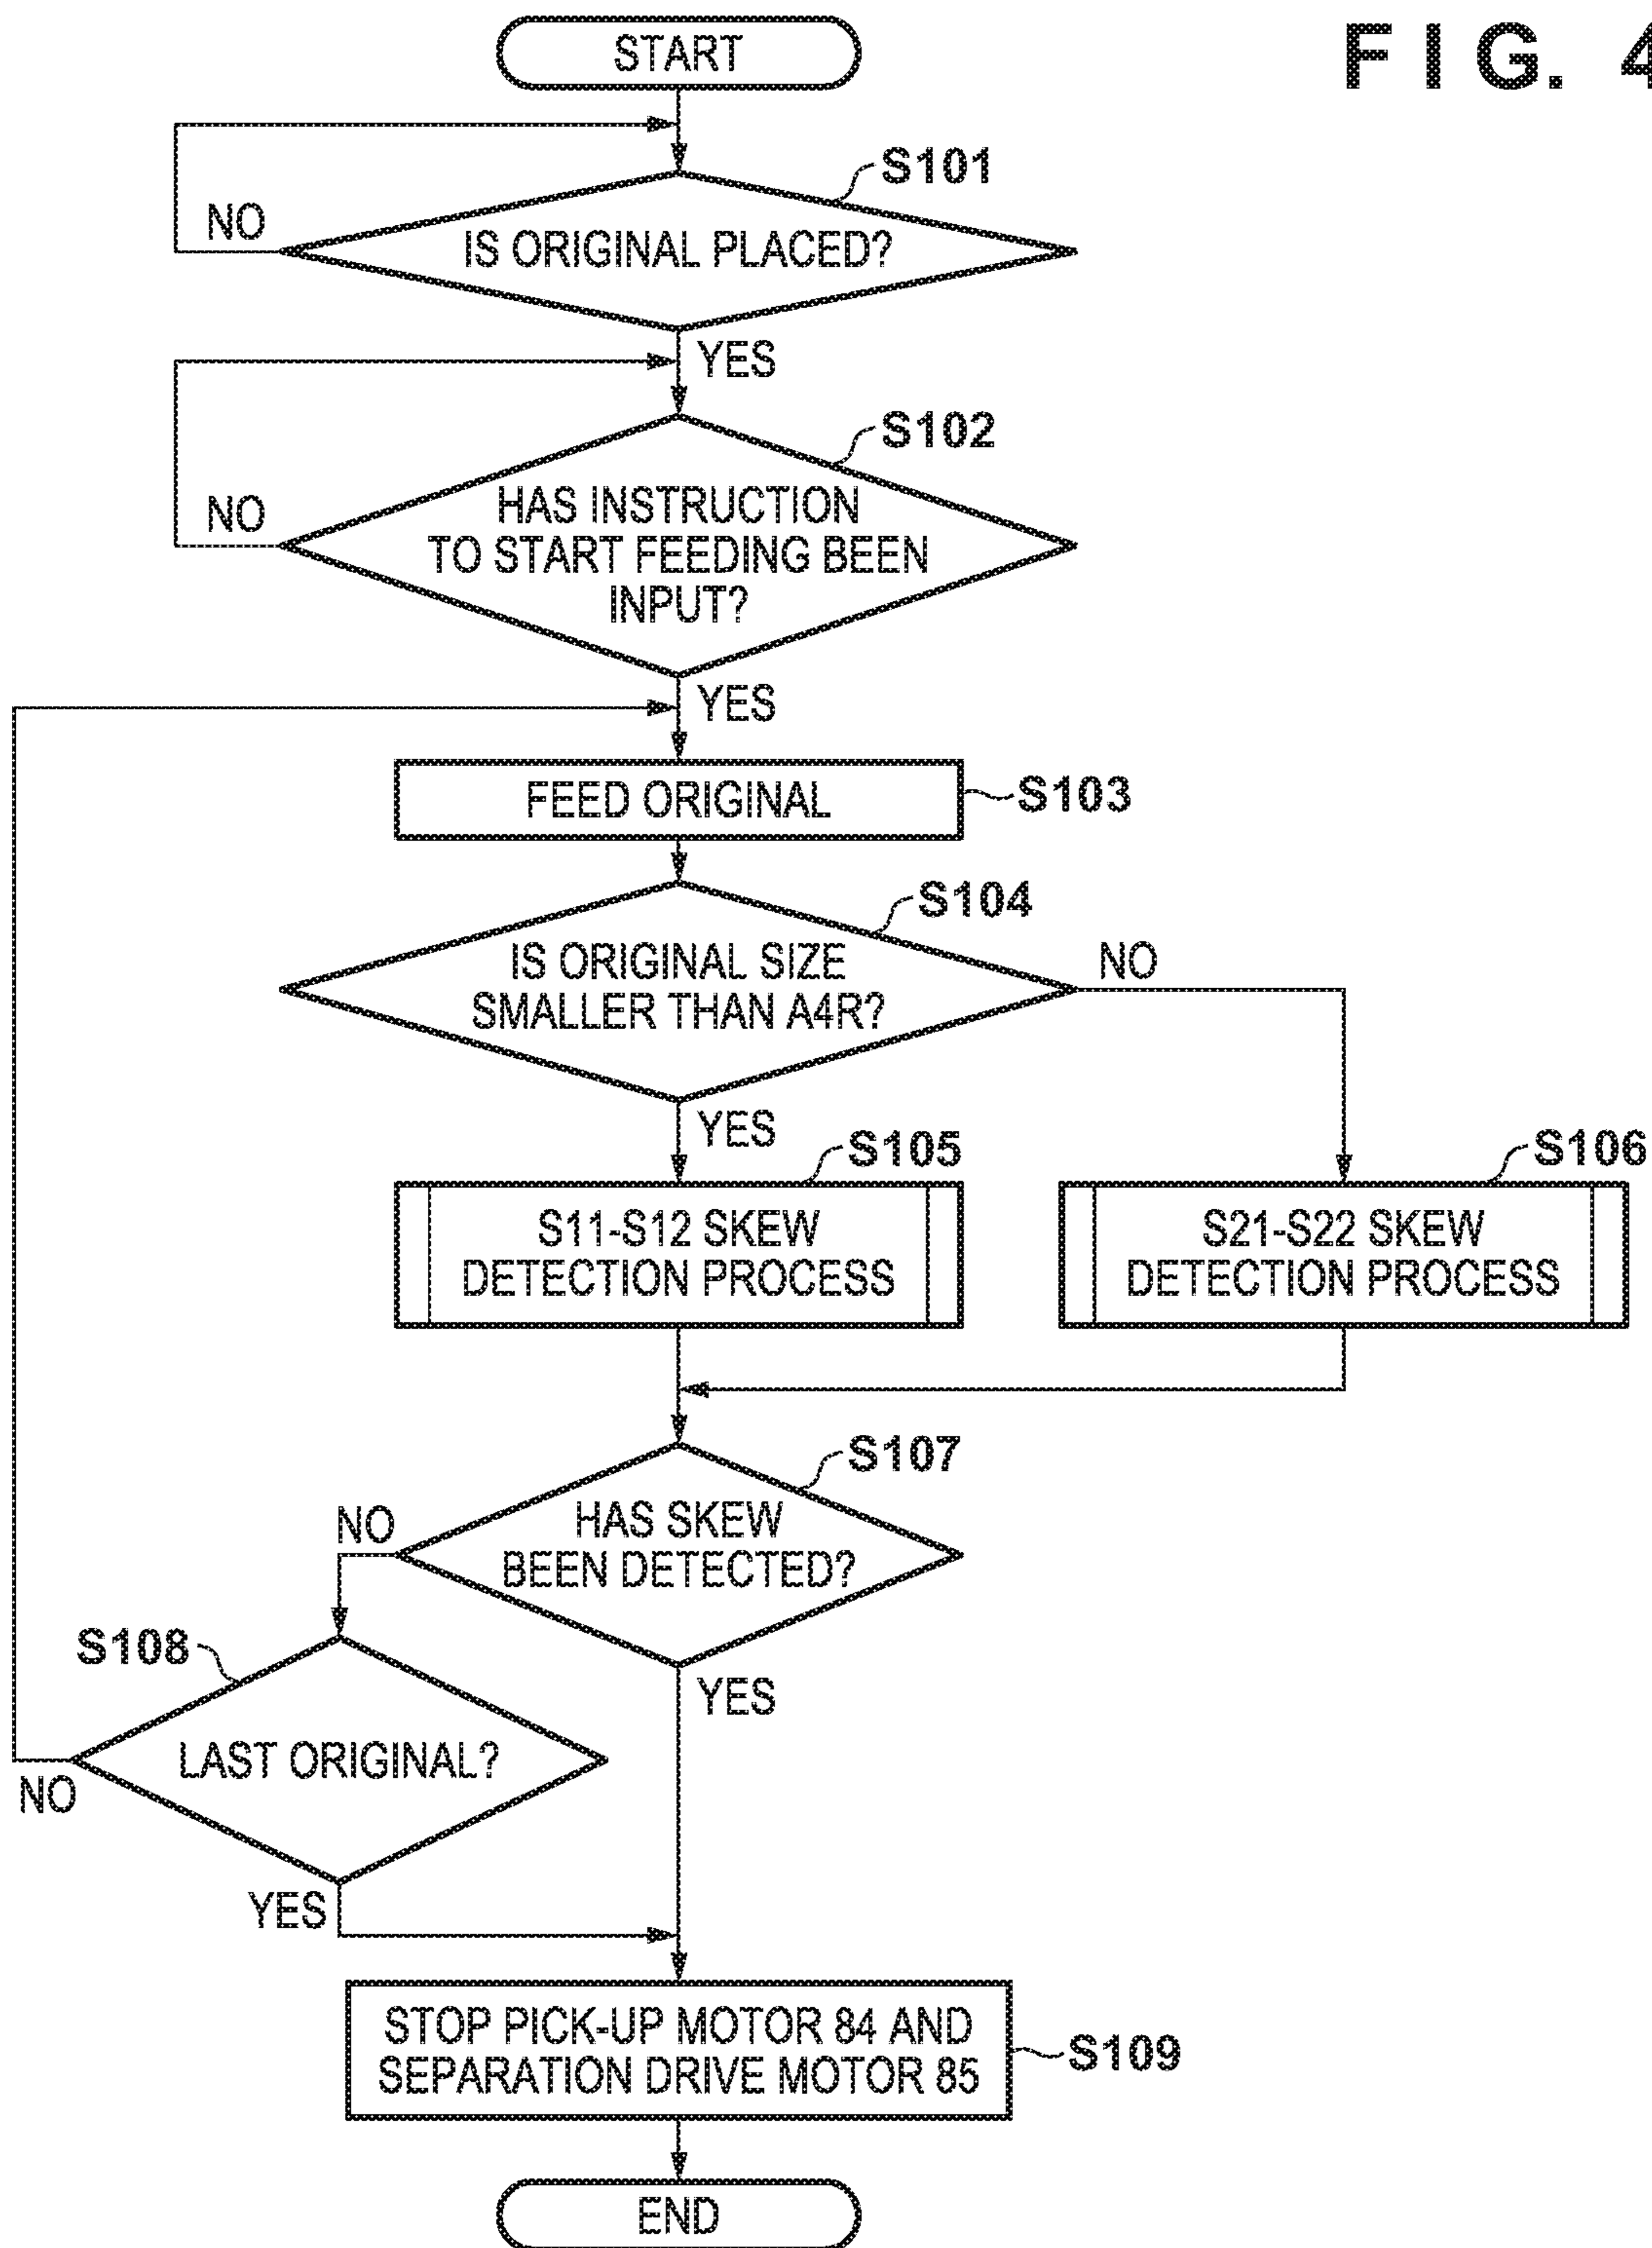 FIG. 4
START
S101
NO
IS ORIGINAL PLACED?
YES
S102
NO
HAS INSTRUCTION
TO START FEEDING BEEN
INPUT?
YES
FEED ORIGINAL
S103
S104
IS ORIGINAL SIZE
SMALLER THAN A4R?
NO
YES
S105
S106
S11-S12 SKEW
DETECTION PROCESS
S21-S22 SKEW
DETECTION PROCESS
S107
NO
HAS SKEW
BEEN DETECTED?
S108
YES
LAST ORIGINAL?
NO
YES
STOP PICK-UP MOTOR 84 AND
SEPARATION DRIVE MOTOR 85
S109
END